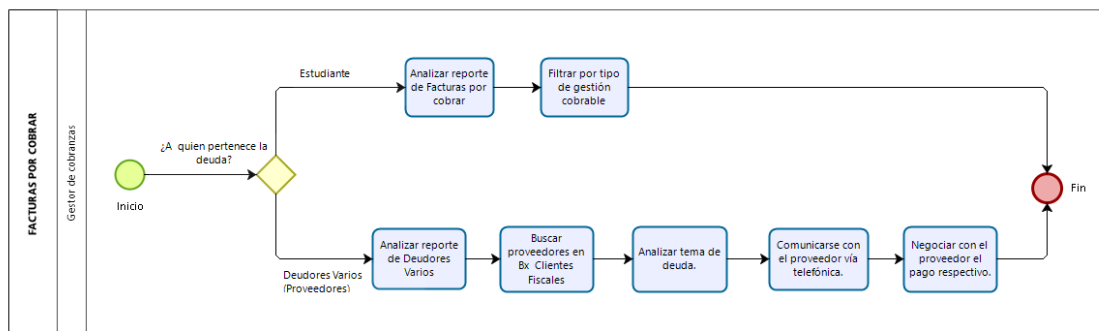 FACTURAS POR COBRAR
Gestor de cobranzas
Inicio
¿A quien pertenece la
deuda?
Estudiante
Analizar reporte
de Facturas por
cobrar
Filtrar por tipo
de gestión
cobrable
Deudores Varios
(Proveedores)
Analizar reporte
de Deudores
Varios
Buscar
proveedores en
Bx Clientes
Fiscales
Analizar tema de
deuda.
Comunicarse con
el proveedor vía
telefónica.
Negociar con el
proveedor el
pago respectivo.
Fin